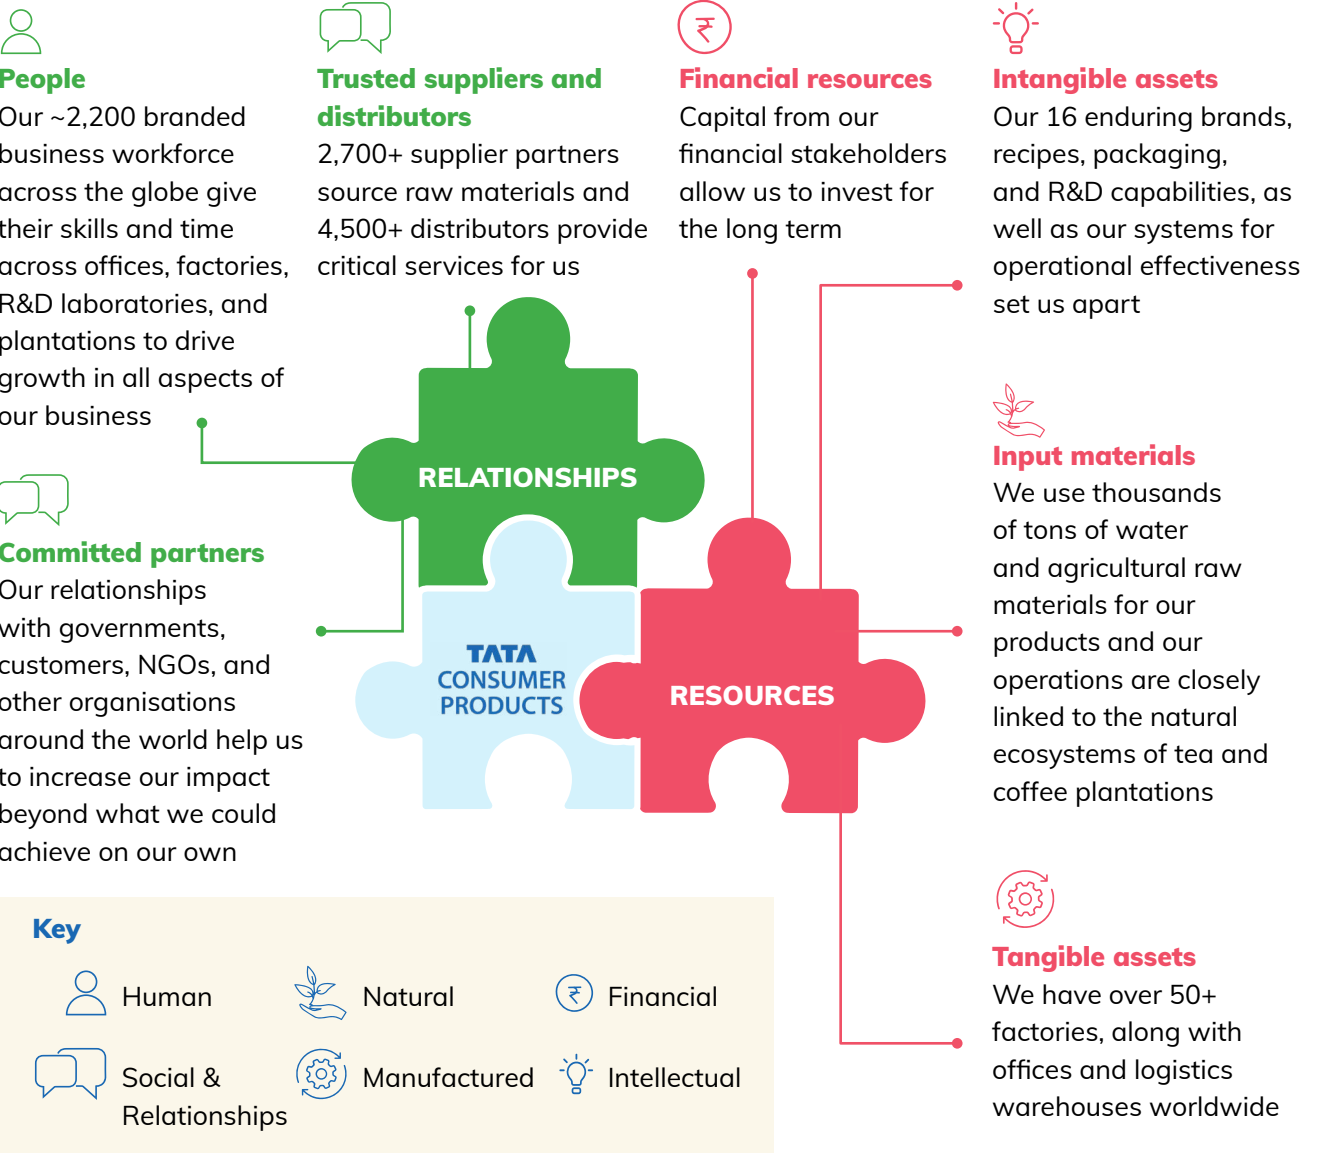 People
Our ~2,200 branded
business workforce
across the globe give
their skills and time
across offices, factories,
R&D laboratories, and
plantations to drive
growth in all aspects of
our business
Trusted suppliers and
distributors
2,700+ supplier partners
source raw materials and
4,500+ distributors provide
critical services for us
Financial resources
Capital from our
financial stakeholders
allow us to invest for
the long term
Intangible assets
Our 16 enduring brands,
recipes, packaging,
and R&D capabilities, as
well as our systems for
operational effectiveness
set us apart
Committed partners
Our relationships
with governments,
customers, NGOs, and
other organisations
around the world help us
to increase our impact
beyond what we could
achieve on our own
RELATIONSHIPS
TATA
CONSUMER
PRODUCTS
RESOURCES
Input materials
We use thousands
of tons of water
and agricultural raw
materials for our
products and our
operations are closely
linked to the natural
ecosystems of tea and
coffee plantations
Tangible assets
We have over 50+
factories, along with
offices and logistics
warehouses worldwide
Key
Human
Natural
₹ Financial
Social &
Relationships
Manufactured
Intellectual